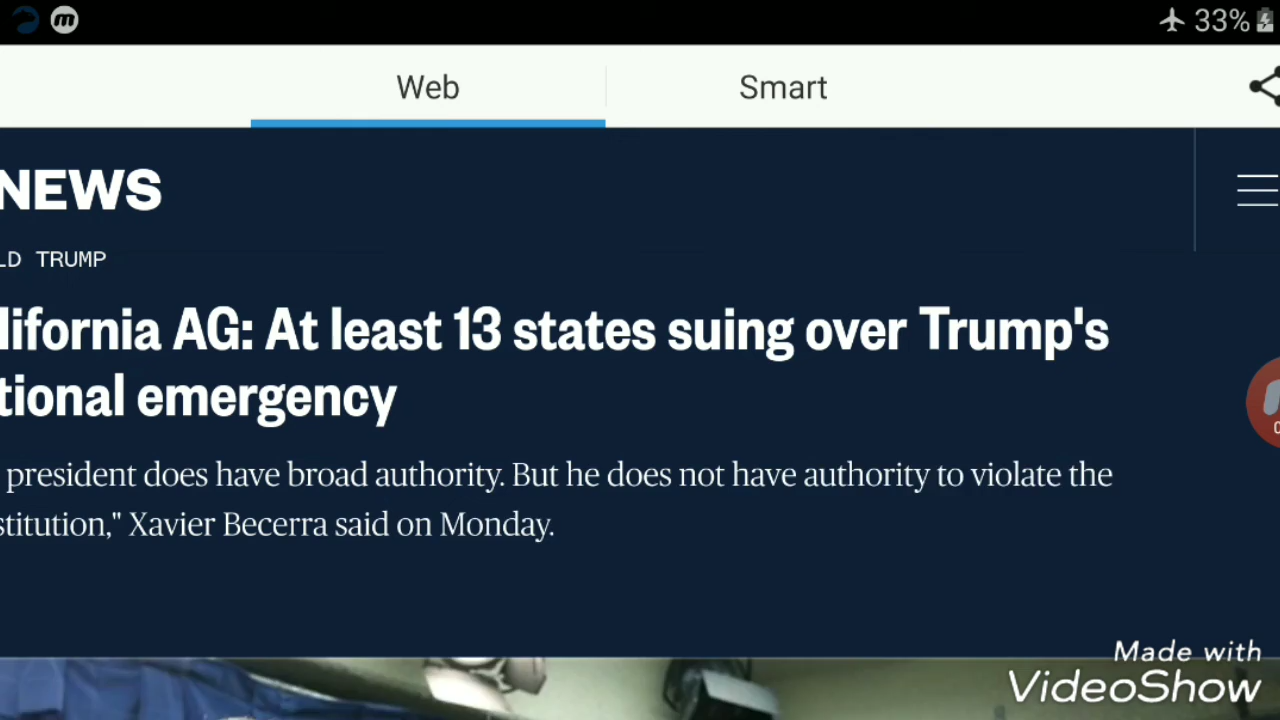 33%
Web Smart
NEWS
LD TRUMP
lifornia AG: At least 13 states suing over Trump's
tional emergency
president does have broad authority. But he does not have authority to violate the
stitution," Xavier Becerra said on Monday.
Made with
VideoShow